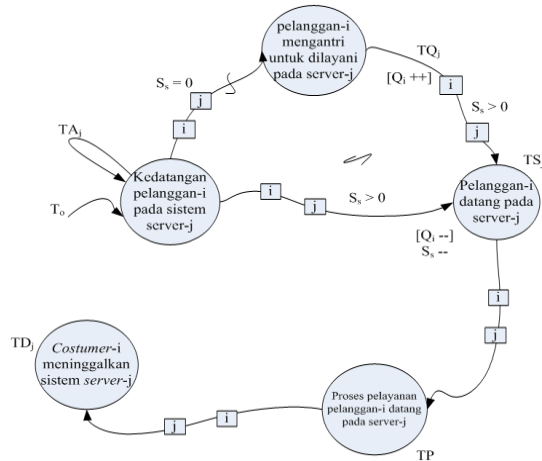 pelanggan-i
mengantri
untuk dilayani
pada server-j
TQj
[Qi ++]
i
Ss > 0
j
Ss = 0
j
i
TAj
To
Kedatangan
pelanggan-i
pada sistem
server-j
i
j
Ss > 0
TSj
Pelanggan-i
datang pada
server-j
[Qi --]
Ss --
i
j
TDj
Costumer-i
meninggalkan
sistem server-j
j
i
Proses pelayanan
pelanggan-i datang
pada server-j
TP